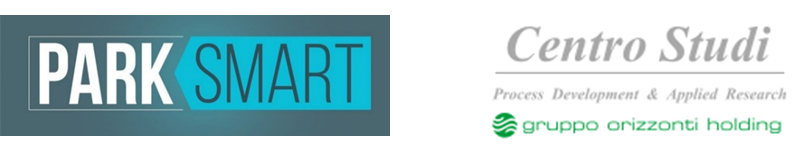 PARK SMART
Centro Studi
Process Development & Applied Research
gruppo orizzonti holding